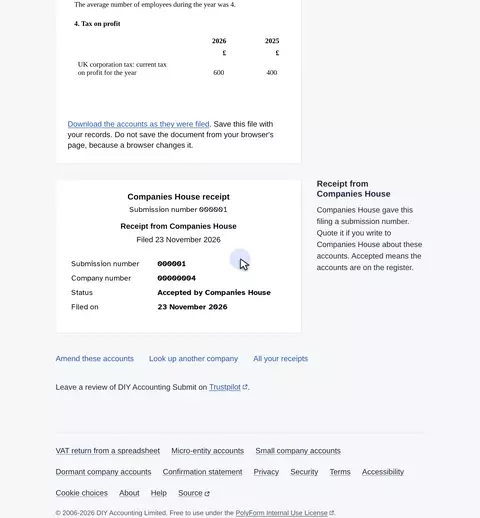 The average number of employees during the year was 4.
4. Tax on profit
2026 2025
£ £
UK corporation tax: current tax
on profit for the year 600 400
Download the accounts as they were filed. Save this file with
your records. Do not save the document from your browser's
page, because a browser changes it.
Companies House receipt
Submission number 000001
Receipt from Companies House
Filed 23 November 2026
Submission number 000001
Company number 00000004
Status Accepted by Companies House
Filed on 23 November 2026
Receipt from
Companies House
Companies House gave this
filing a submission number.
Quote it if you write to
Companies House about these
accounts. Accepted means the
accounts are on the register.
Amend these accounts Look up another company All your receipts
Leave a review of DIY Accounting Submit on Trustpilot.
VAT return from a spreadsheet Micro-entity accounts Small company accounts
Dormant company accounts Confirmation statement Privacy Security Terms Accessibility
Cookie choices About Help Source
© 2006-2026 DIY Accounting Limited. Free to use under the PolyForm Internal Use License.